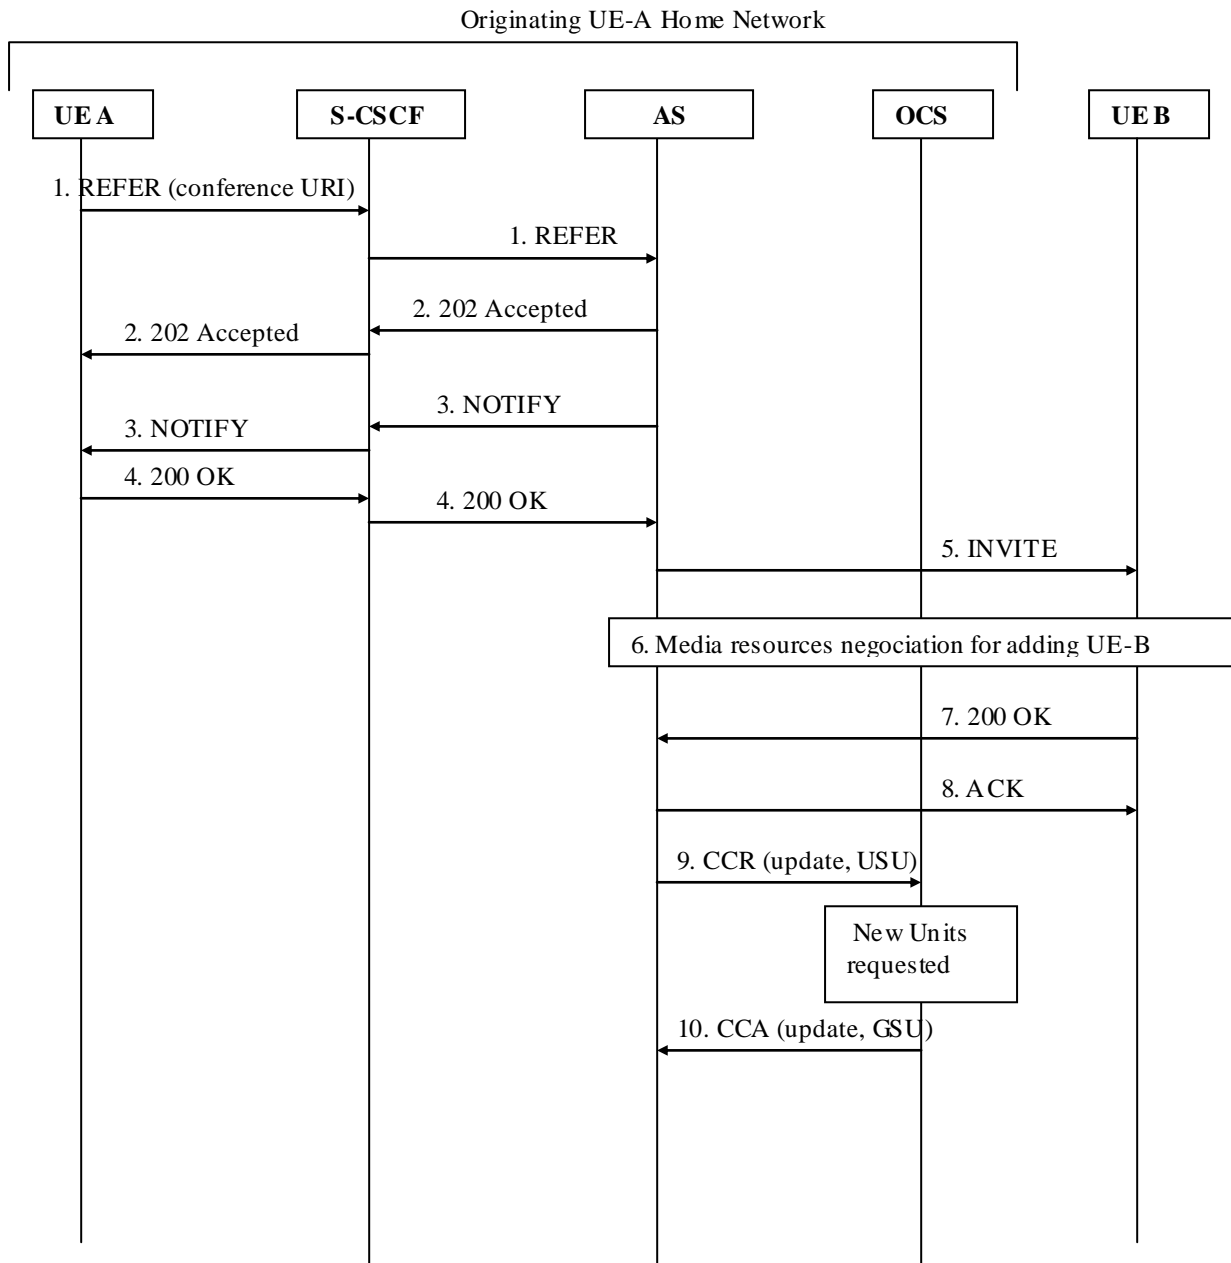 Originating UE-A Home Network
UE A
S-CSCF
AS
OCS
UE B
1. REFER (conference URI)
1. REFER
2. 202 Accepted
2. 202 Accepted
3. NOTIFY
3. NOTIFY
4. 200 OK
4. 200 OK
5. INVITE
6. Media resources negociation for adding UE-B
7. 200 OK
8. ACK
9. CCR (update, USU)
New Units
requested
10. CCA (update, GSU)